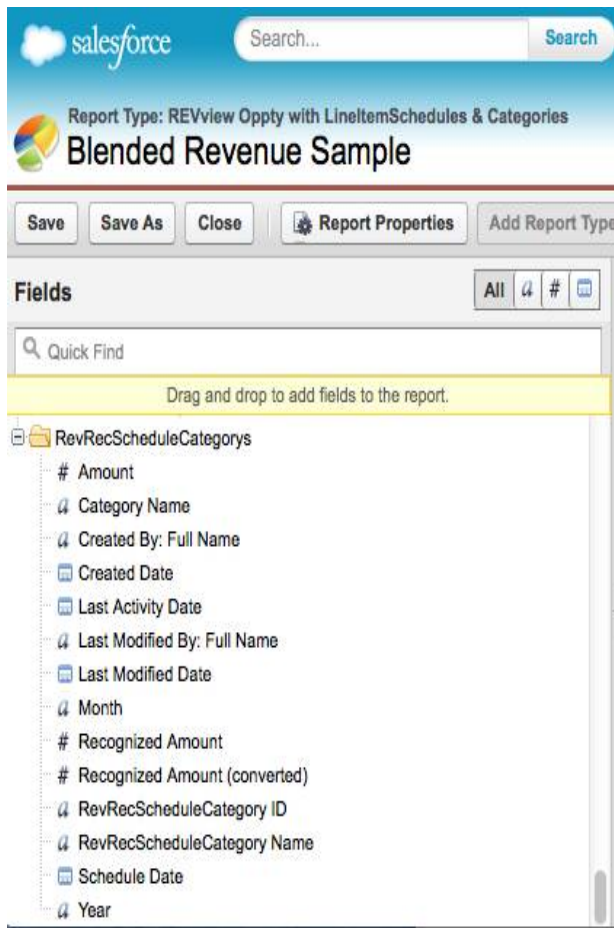 salesforce
Search... Search
Report Type: REVview Oppty with LineItemSchedules & Categories
Blended Revenue Sample
Save Save As Close Report Properties Add Report Type
Fields All a #
Quick Find
Drag and drop to add fields to the report.
RevRecScheduleCategorys
# Amount
a Category Name
a Created By: Full Name
Created Date
Last Activity Date
a Last Modified By: Full Name
Last Modified Date
a Month
# Recognized Amount
# Recognized Amount (converted)
a RevRecScheduleCategory ID
a RevRecScheduleCategory Name
Schedule Date
a Year